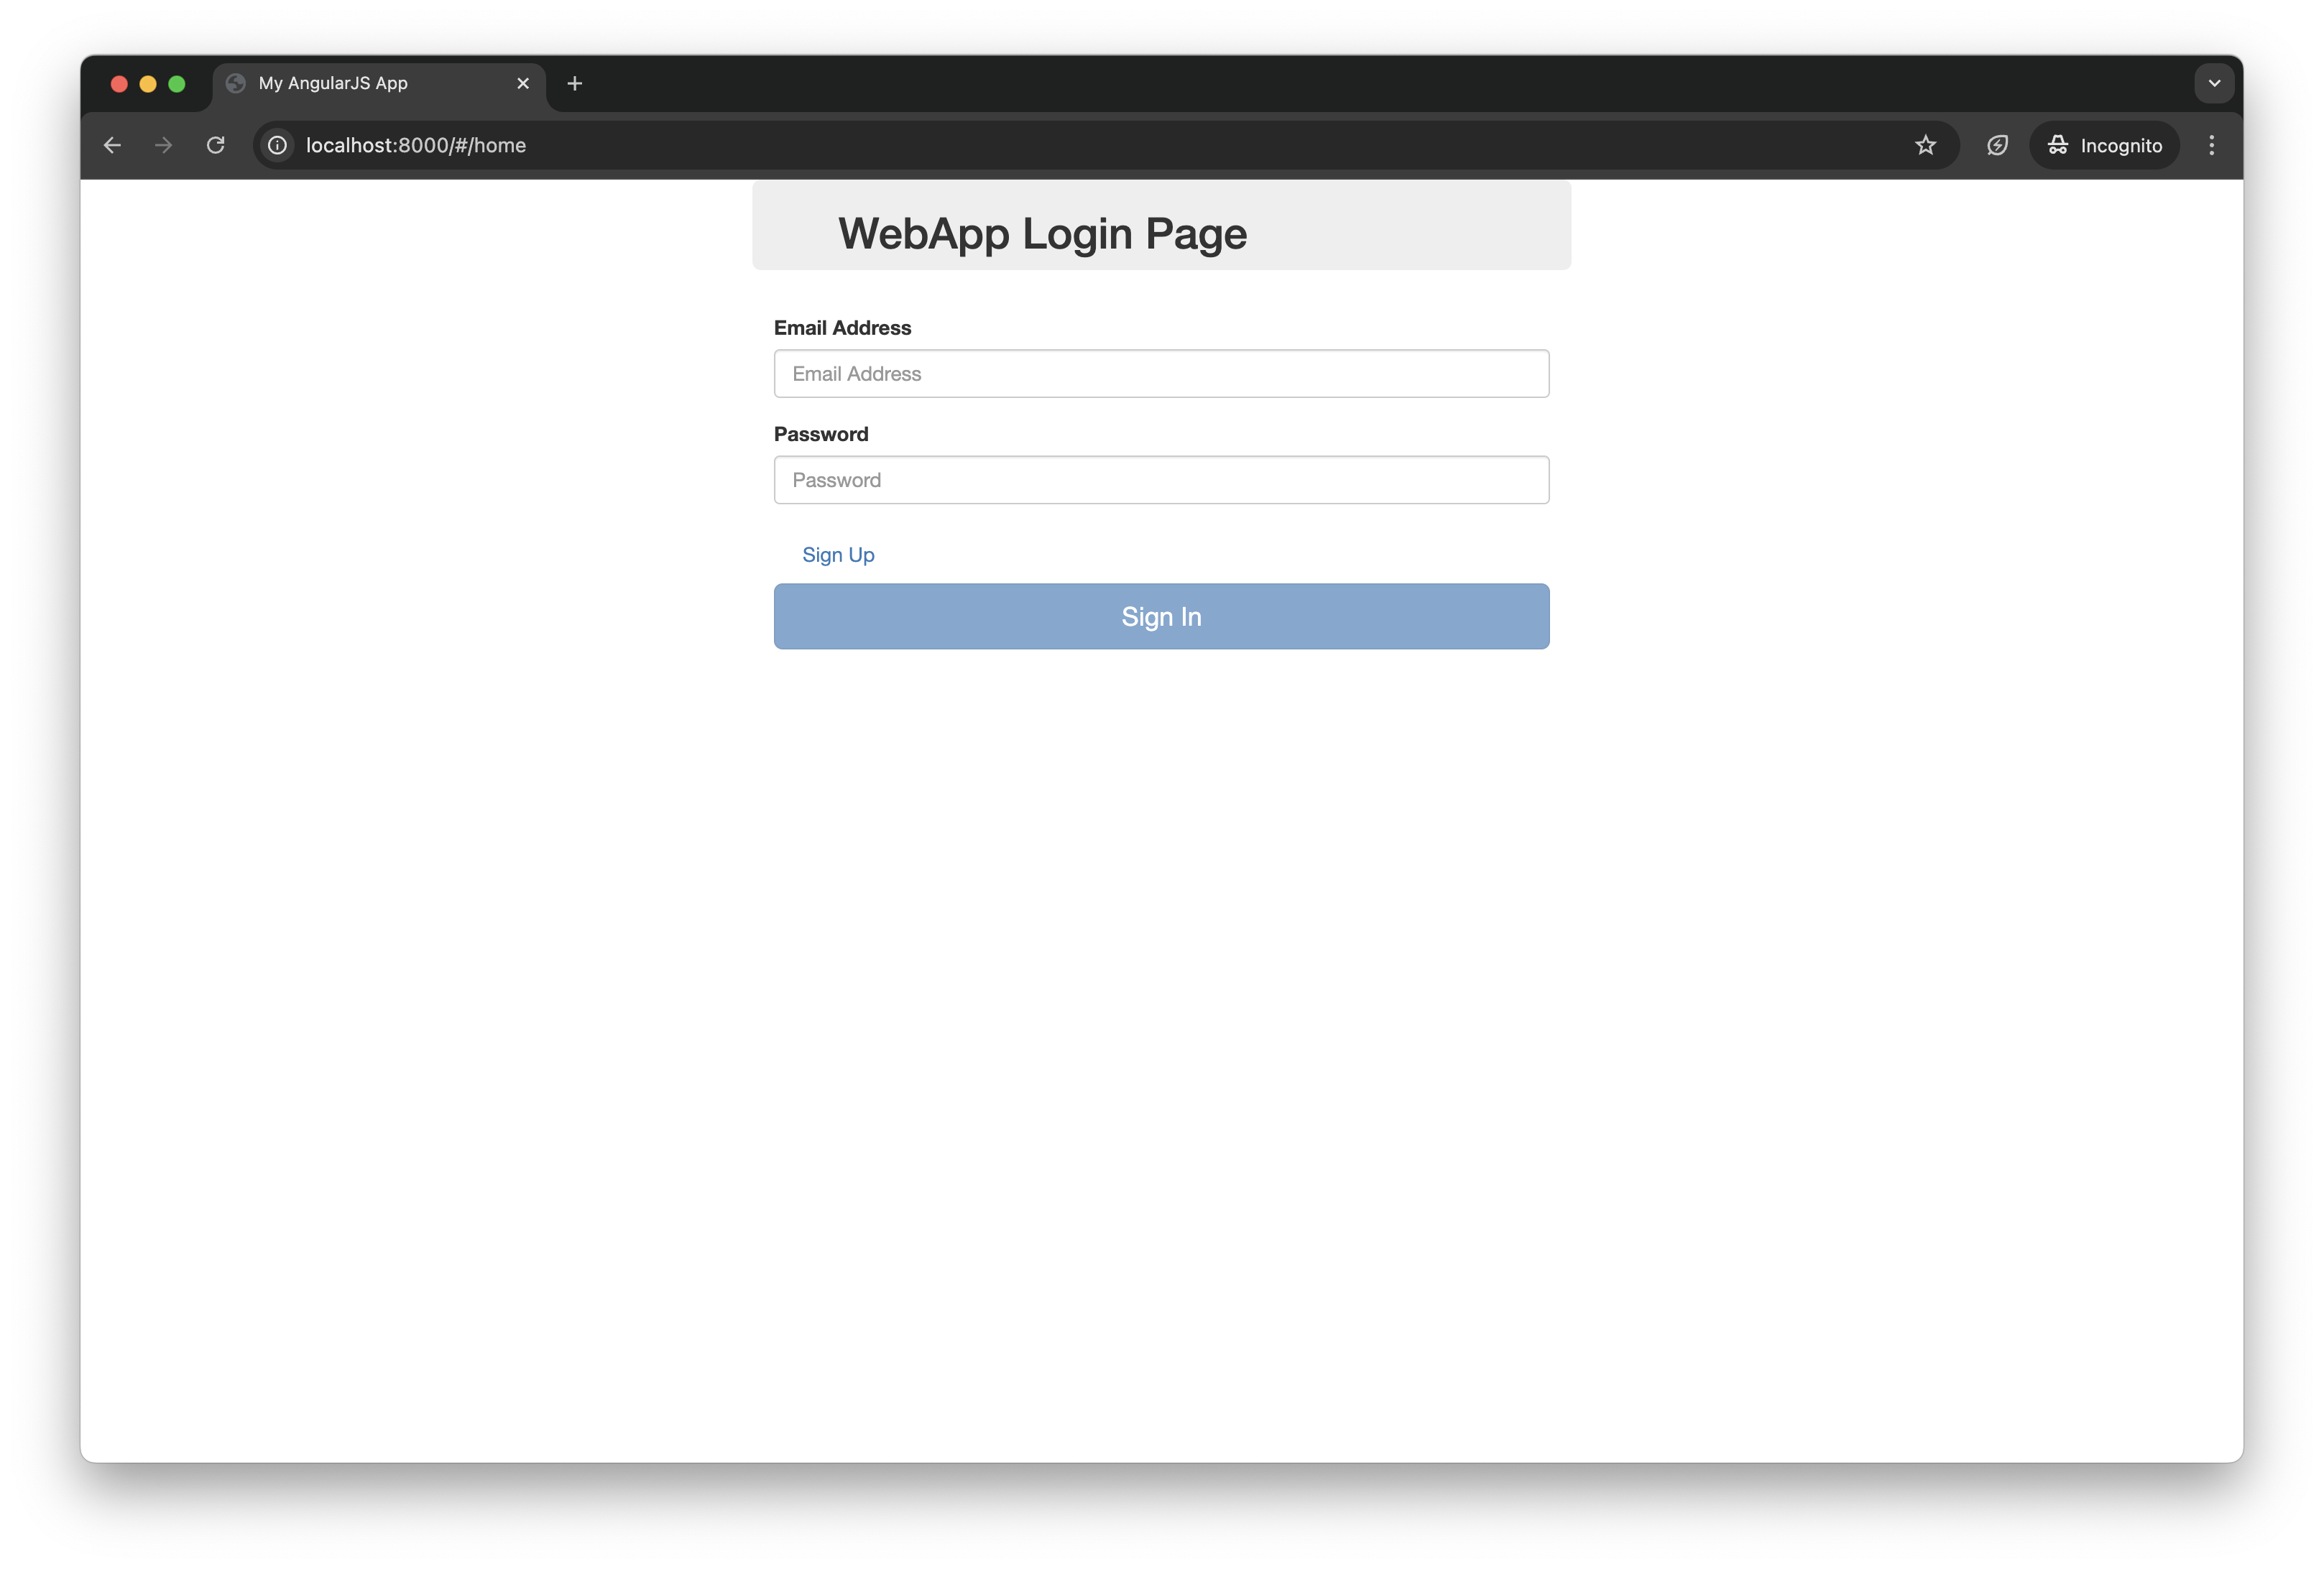 My AngularJS App
localhost:8000/#/home
Incognito
WebApp Login Page
Email Address
Email Address
Password
Password
Sign Up
Sign In